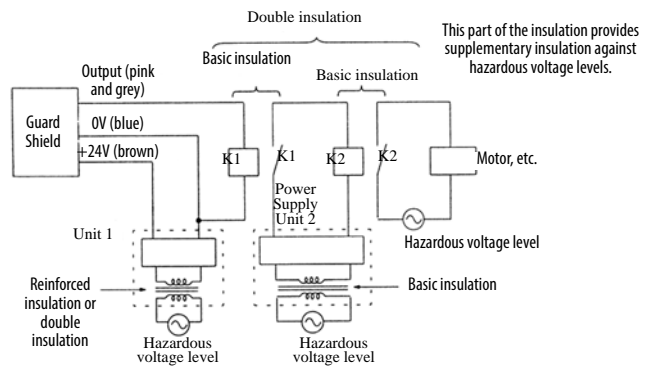 Double insulation
This part of the insulation provides
supplementary insulation against
hazardous voltage levels.
Basic insulation
Basic insulation
Output (pink
and grey)
Guard
Shield
0V (blue)
+24V (brown)
K1
K1
K2
K2
Motor, etc.
Power
Supply
Unit 2
Unit 1
Hazardous voltage level
Reinforced
insulation or
double
insulation
Basic insulation
Hazardous
voltage level
Hazardous
voltage level